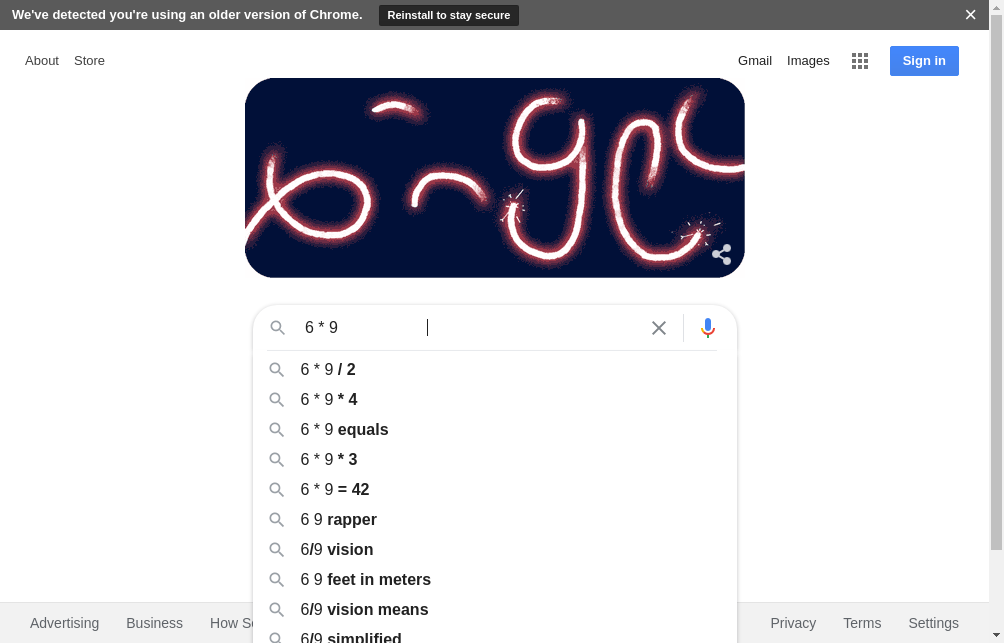 We've detected you're using an older version of Chrome. Reinstall to stay secure
About Store Gmail Images Sign in
6 * 9
6 * 9 / 2
6 * 9 * 4
6 * 9 equals
6 * 9 * 3
6 * 9 = 42
6 9 rapper
6/9 vision
6 9 feet in meters
6/9 vision means
6/9 simplified
Advertising Business How Privacy Terms Settings